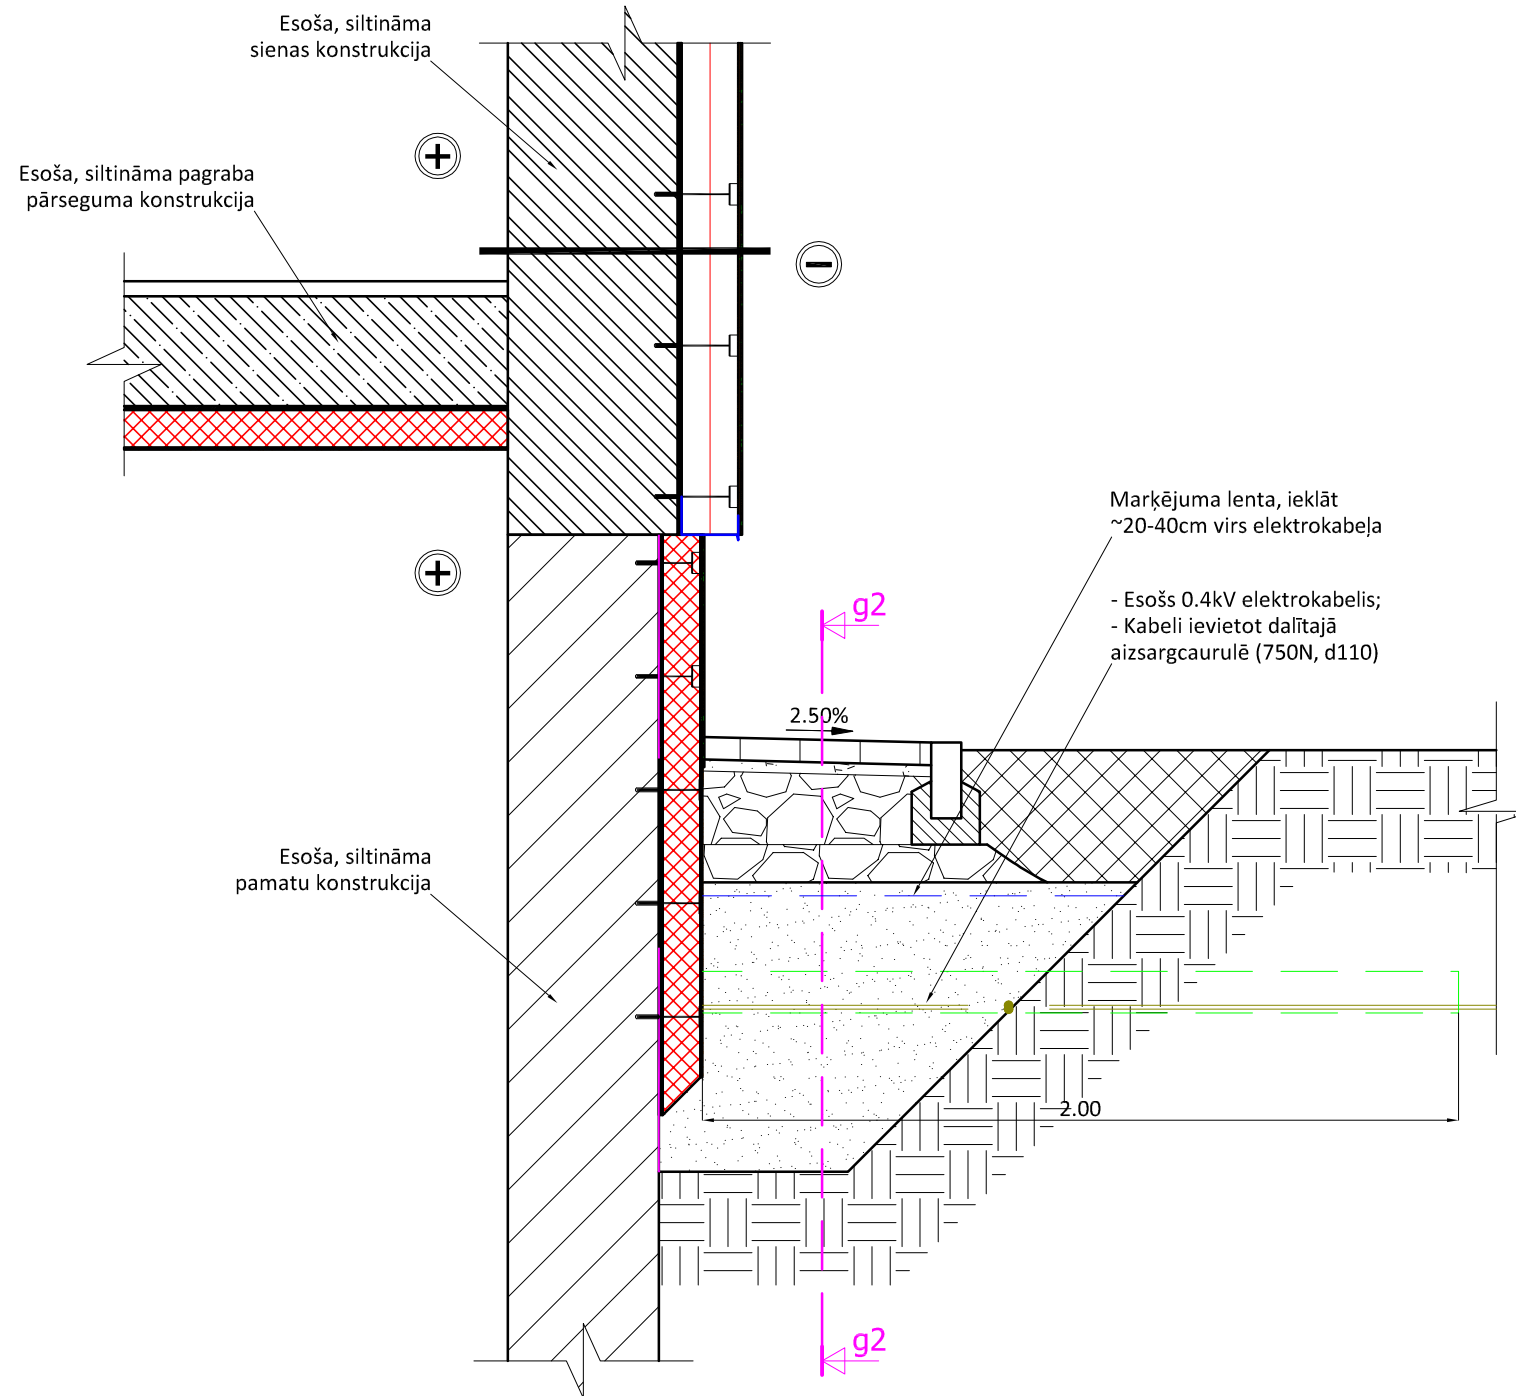 Esoša, siltināma
sienas konstrukcija
Esoša, siltināma pagraba
pārseguma konstrukcija
Marķējuma lenta, ieklāt
~20-40cm virs elektrokabeļa
- Esošs 0.4kV elektrokabelis;
- Kabeli ievietot dalītajā
aizsargcaurulē (750N, d110)
g2
2.50%
Esoša, siltināma
pamatu konstrukcija
2.00
g2